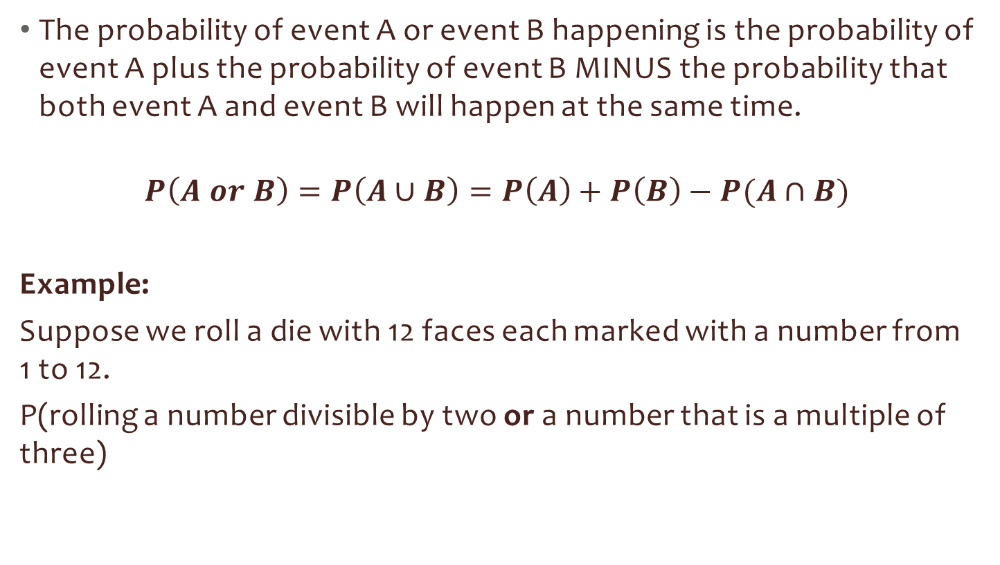 • The probability of event A or event B happening is the probability of
event A plus the probability of event B MINUS the probability that
both event A and event B will happen at the same time.
𝑷(𝑨 𝒐𝒓 𝑩) = 𝑷(𝑨 ∪ 𝑩) = 𝑷(𝑨) + 𝑷(𝑩) − 𝑷(𝑨 ∩ 𝑩)
Example:
Suppose we roll a die with 12 faces each marked with a number from
1 to 12.
P(rolling a number divisible by two or a number that is a multiple of
three)